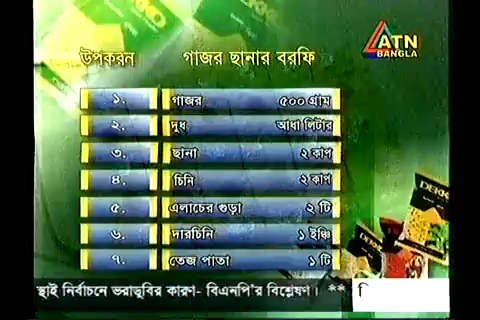 ATN
BANGLA
উপকরন গাজর ছানার বরফি
১. গাজর ৫০০ গ্রাম
২. দুধ আধা লিটার
৩. ছানা ২ কাপ
৪. চিনি ২ কাপ
৫. এলাচের গুড়া ২ টি
৬. দারচিনি ১ ইঞ্চি
৭. তেজ পাতা ১ টি
DEKKO
স্থাই নির্বাচনে ভরাডুবির কারণ- বিএনপি'র বিশ্লেষণ। **